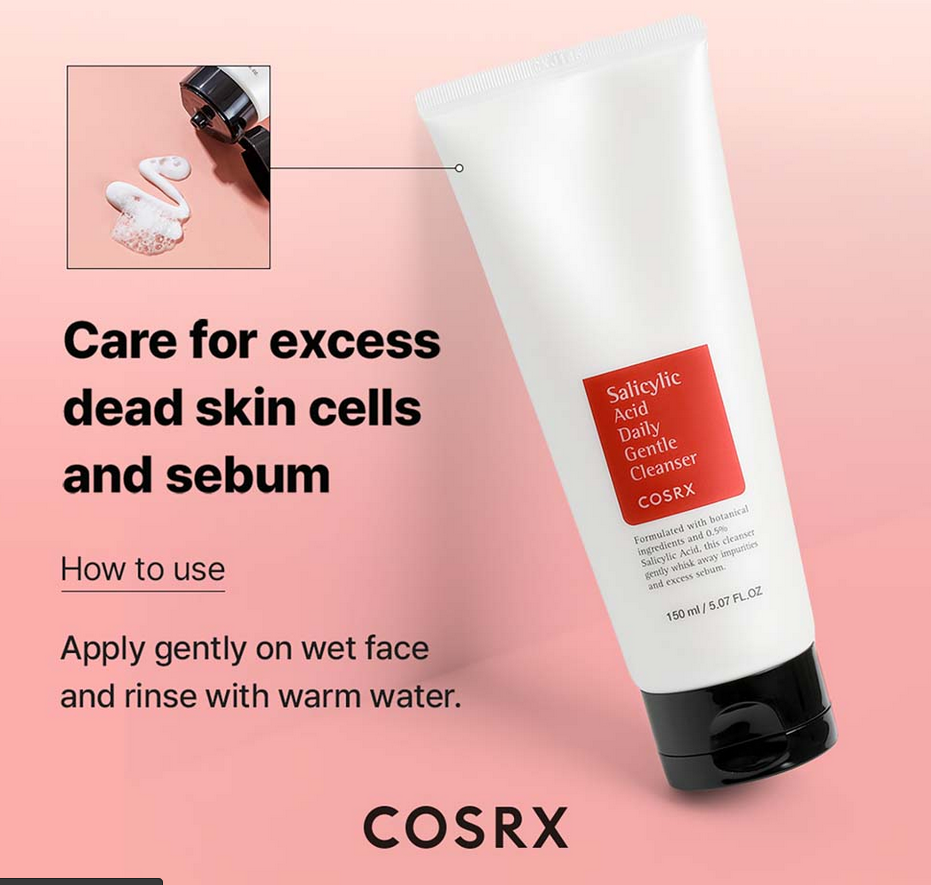 Care for excess
dead skin cells
and sebum
How to use
Apply gently on wet face
and rinse with warm water.
Salicylic
Acid
Daily
Gentle
Cleanser
COSRX
Formulated with botanical
ingredients and 0.5%
Salicylic Acid, this cleanser
gently whisk away impurities
and excess sebum.
150 ml / 5.07 FL.OZ
COSRX